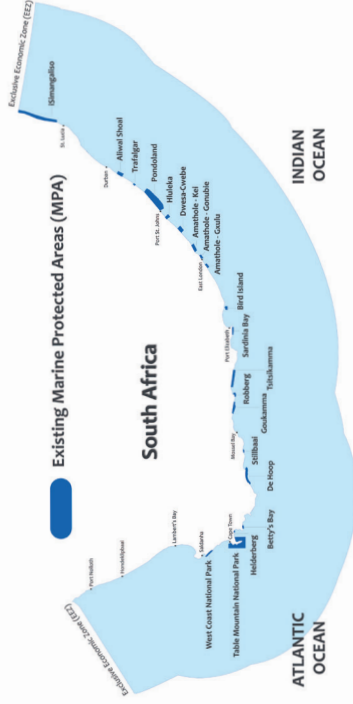 Existing Marine Protected Areas (MPA)
South Africa
Exclusive Economic Zone (EEZ)
Port Nolloth
Hondeklipbaai
Lambert's Bay
Saldanha
West Coast National Park
Cape Town
Table Mountain National Park
Helderberg
Betty's Bay
De Hoop
Stilbaai
Mossel Bay
Goukamma
Robberg
Tsitsikamma
Port Elizabeth
Sardinia Bay
Bird Island
East London
Amathole - Gxulu
Amathole - Gonubie
Amathole - Kei
Dwesa-Cwebe
Hluleka
Port St. Johns
Pondoland
Trafalgar
Aliwal Shoal
Durban
St. Lucia
iSimangaliso
Exclusive Economic Zone (EEZ)
ATLANTIC
OCEAN
INDIAN
OCEAN